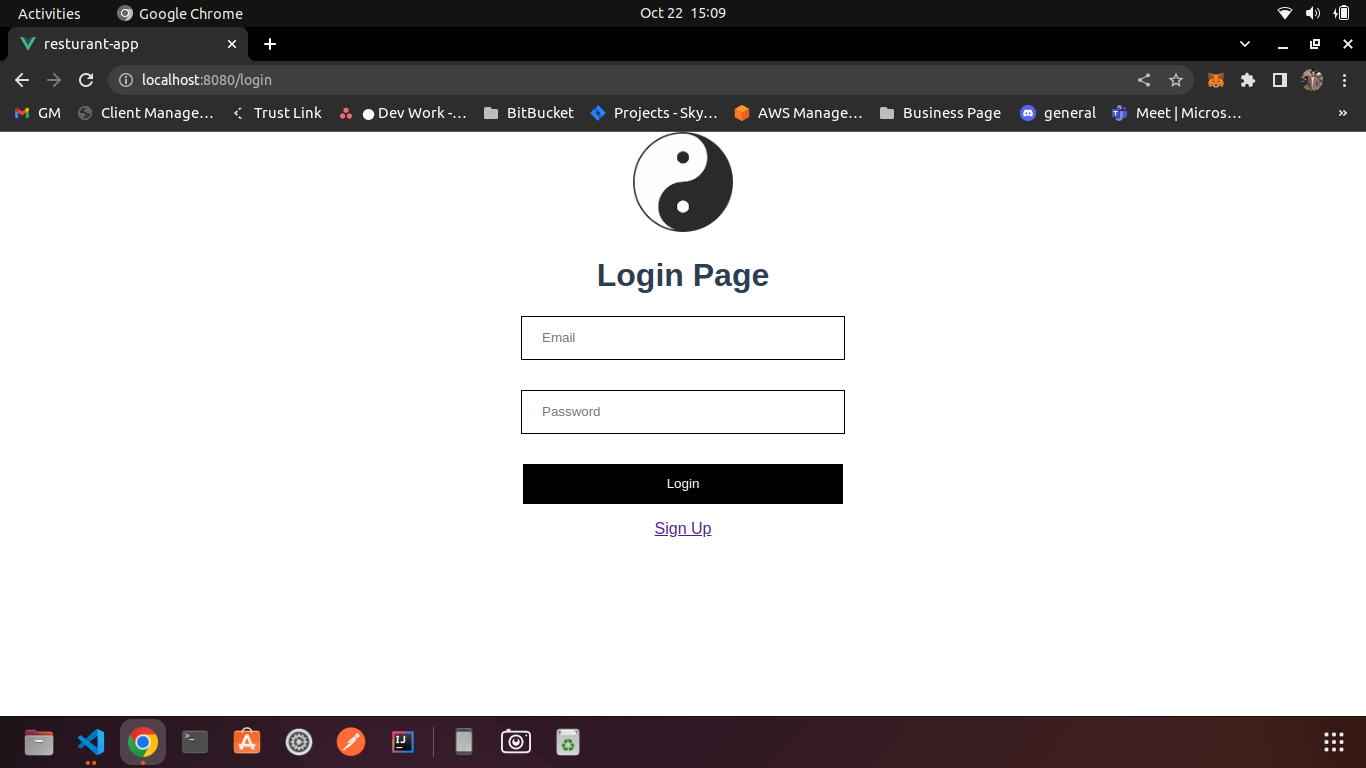 Activities Google Chrome Oct 22 15:09
resturant-app
localhost:8080/login
GM Client Manage... Trust Link Dev Work -... BitBucket Projects - Sky... AWS Manage... Business Page general Meet | Micros... »
Login Page
Email
Password
Login
Sign Up